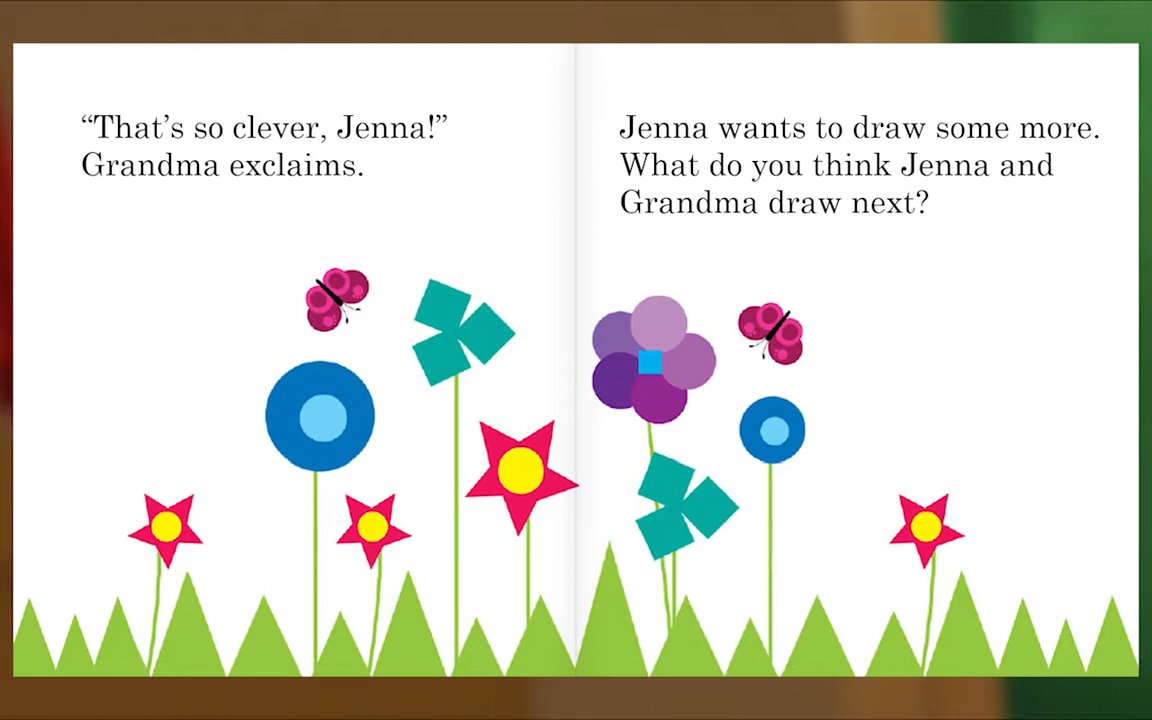 “That’s so clever, Jenna!”
Grandma exclaims.
Jenna wants to draw some more.
What do you think Jenna and
Grandma draw next?